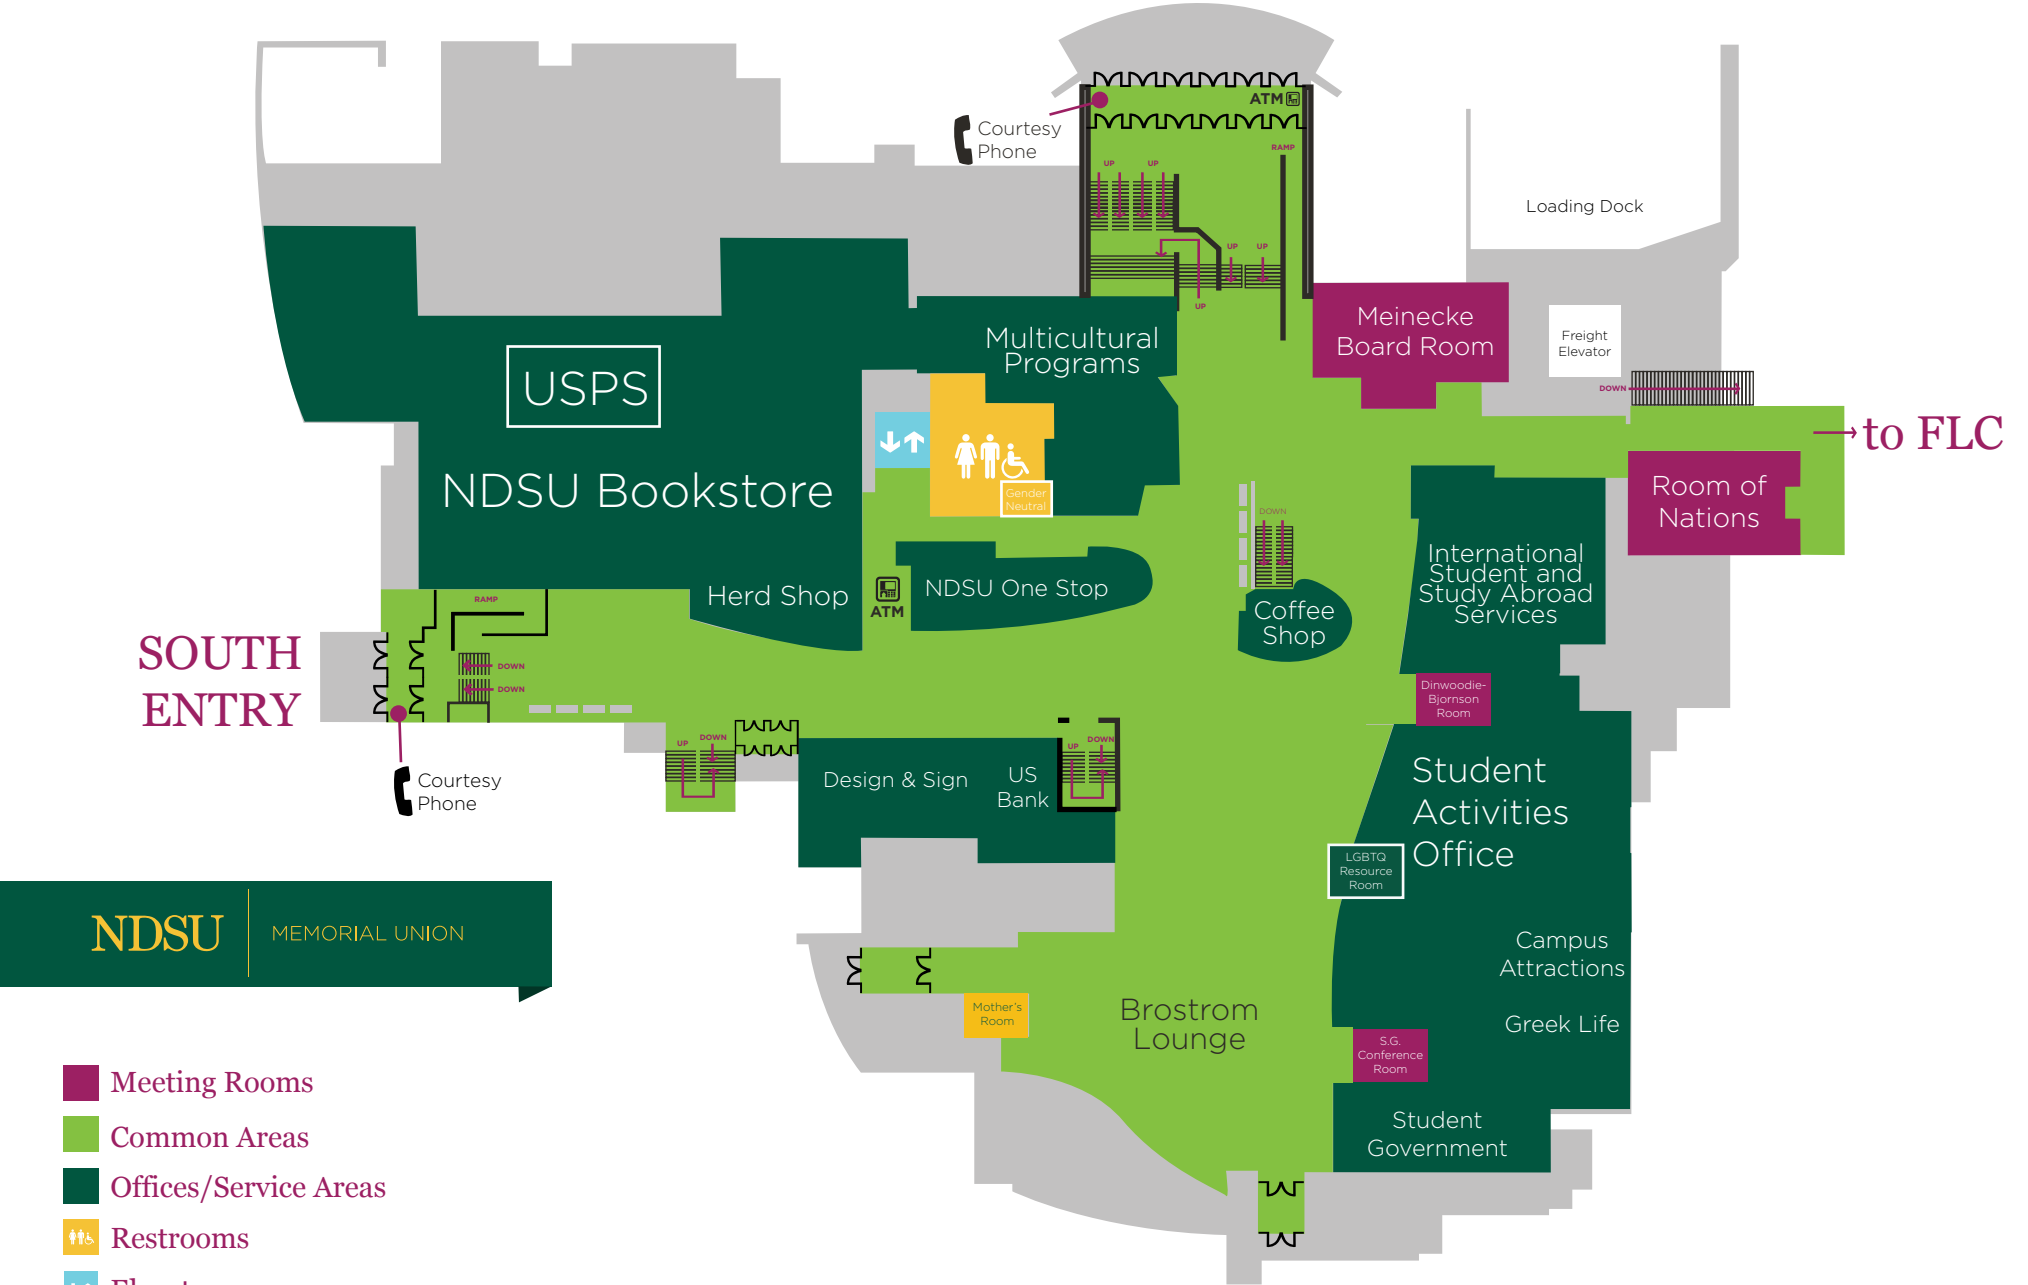 ATM
Courtesy
Phone
RAMP
UP
UP
UP
UP
UP
Loading Dock
Meinecke
Board Room
Freight
Elevator
DOWN
to FLC
Multicultural
Programs
USPS
NDSU Bookstore
Gender
Neutral
DOWN
Room of
Nations
International
Student and
Study Abroad
Services
Herd Shop
ATM
NDSU One Stop
Coffee
Shop
RAMP
SOUTH
ENTRY
DOWN
DOWN
Dinwoodie-
Bjornson
Room
UP
DOWN
UP
DOWN
Courtesy
Phone
Design & Sign
US
Bank
Student
Activities
Office
LGBTQ
Resource
Room
NDSU
MEMORIAL UNION
Campus
Attractions
Mother's
Room
Brostrom
Lounge
Greek Life
S.G.
Conference
Room
Student
Government
Meeting Rooms
Common Areas
Offices/Service Areas
Restrooms